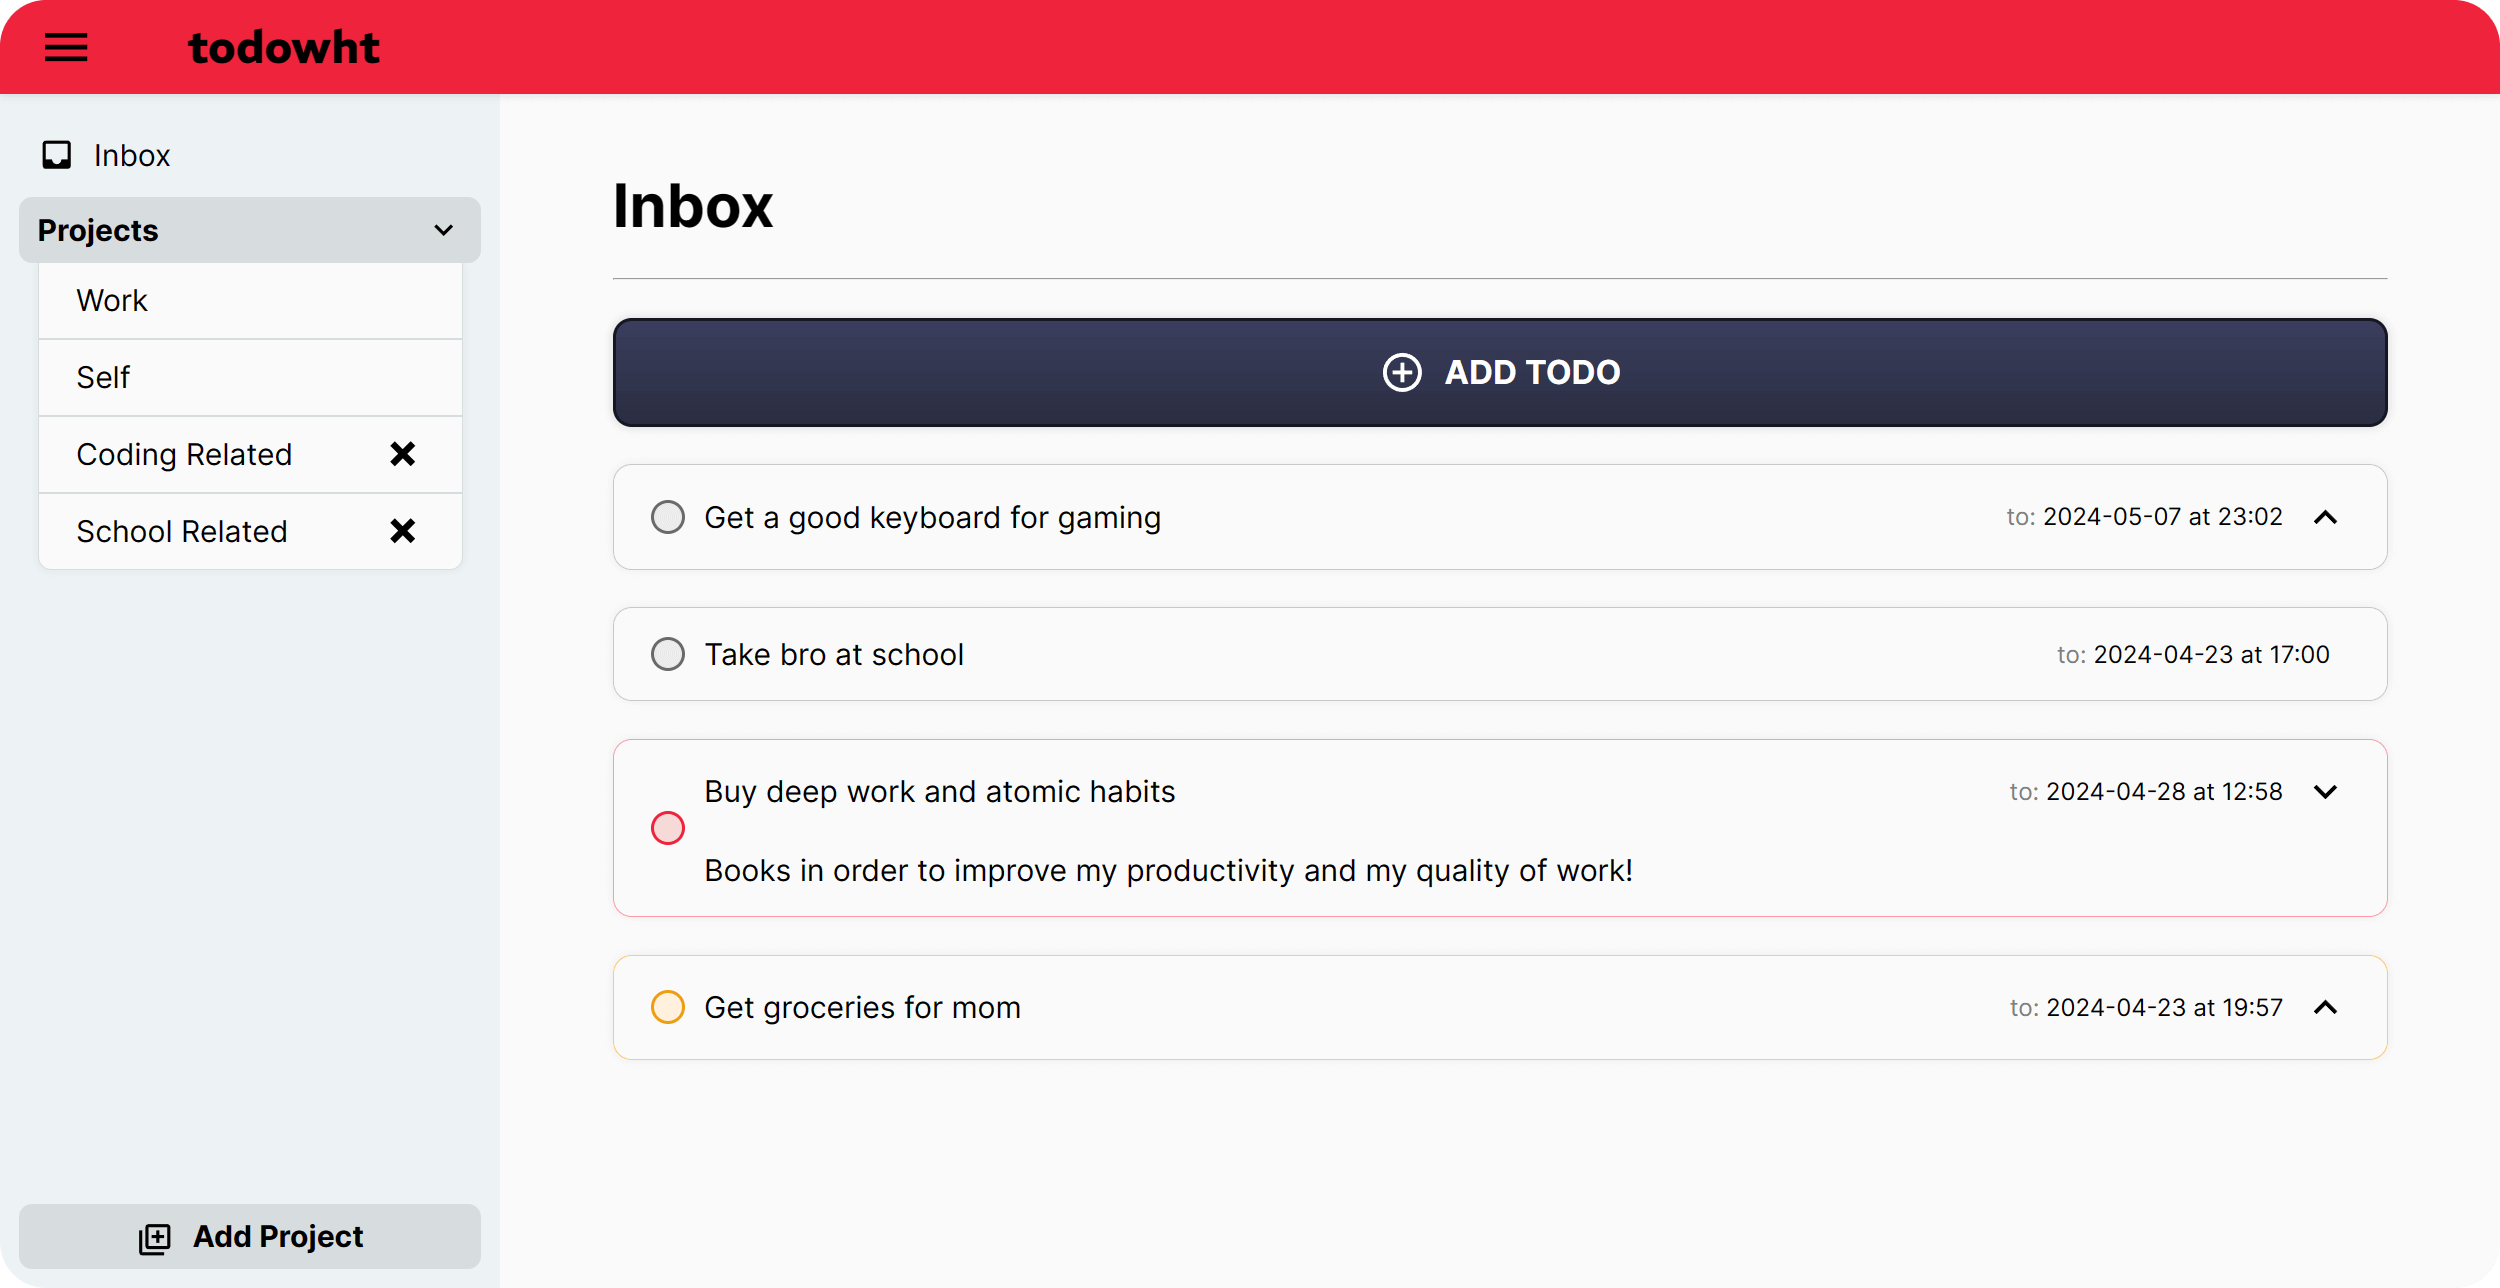 todowht
Inbox
Projects
Work
Self
Coding Related
School Related
Add Project
Inbox
ADD TODO
Get a good keyboard for gaming to: 2024-05-07 at 23:02
Take bro at school to: 2024-04-23 at 17:00
Buy deep work and atomic habits to: 2024-04-28 at 12:58
Books in order to improve my productivity and my quality of work!
Get groceries for mom to: 2024-04-23 at 19:57